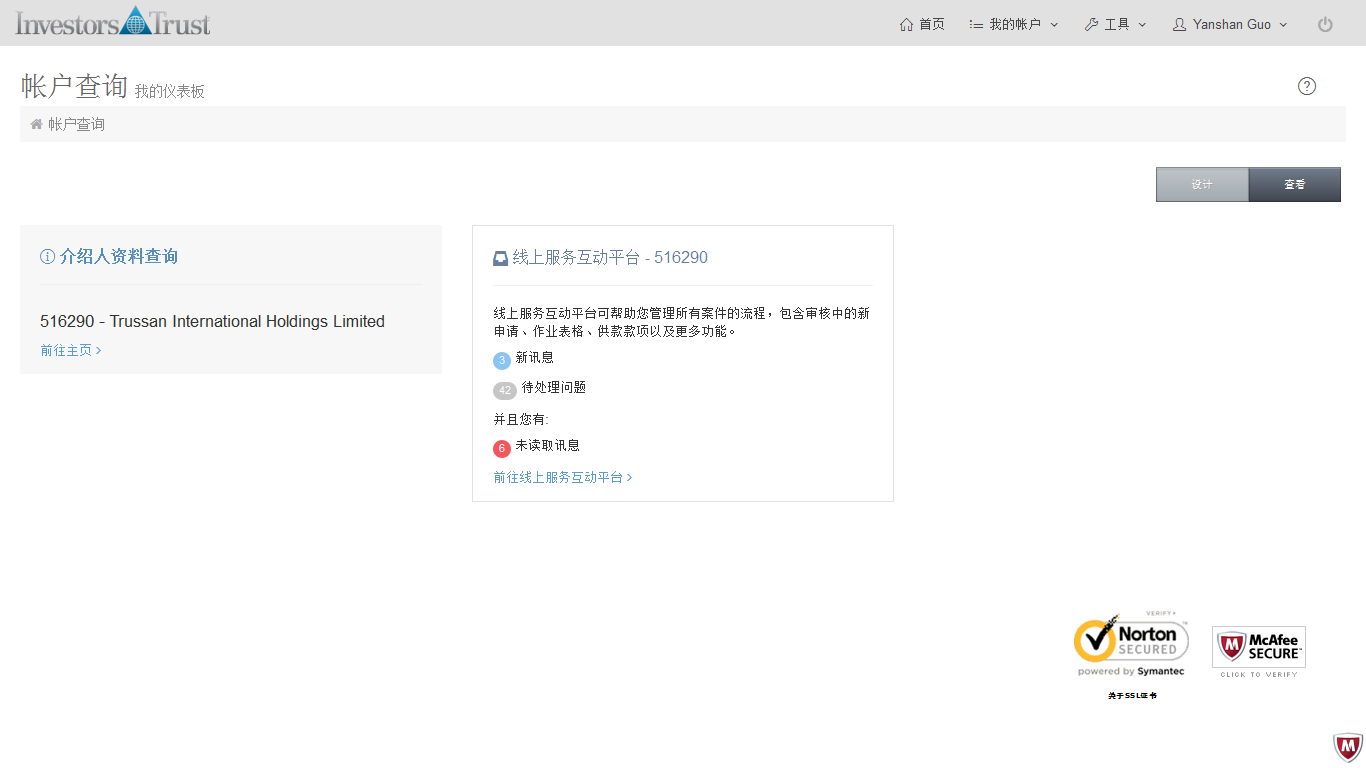 Investors Trust
首页
我的帐户
工具
Yanshan Guo
帐户查询 我的仪表板
帐户查询
设计
查看
介绍人资料查询
516290 - Trussan International Holdings Limited
前往主页
线上服务互动平台 - 516290
线上服务互动平台可帮助您管理所有案件的流程，包含审核中的新
申请、作业表格、供款款项以及更多功能。
3 新讯息
42 待处理问题
并且您有:
6 未读取讯息
前往线上服务互动平台
VERIFY
Norton
SECURED
powered by Symantec
关于SSL证书
McAfee
SECURE
CLICK TO VERIFY